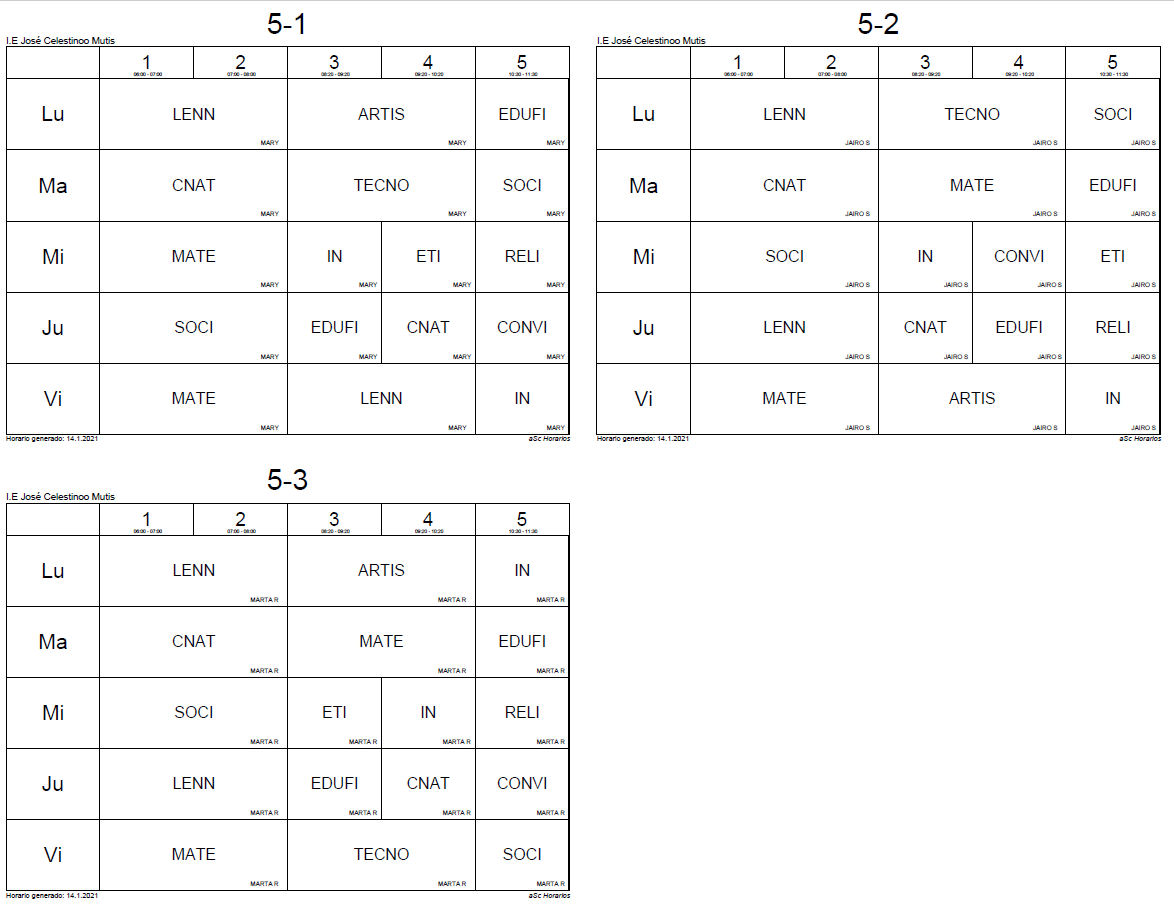 5-1
I.E José Celestinoo Mutis
1 2 3 4 5
06:00 - 07:00 07:00 - 08:00 08:20 - 09:20 09:20 - 10:20 10:30 - 11:30
Lu LENN ARTIS EDUFI
MARY MARY MARY
Ma CNAT TECNO SOCI
MARY MARY MARY
Mi MATE IN ETI RELI
MARY MARY MARY MARY
Ju SOCI EDUFI CNAT CONVI
MARY MARY MARY MARY
Vi MATE LENN IN
MARY MARY MARY
Horario generado: 14.1.2021 aSc Horarios
5-2
I.E José Celestinoo Mutis
1 2 3 4 5
06:00 - 07:00 07:00 - 08:00 08:20 - 09:20 09:20 - 10:20 10:30 - 11:30
Lu LENN TECNO SOCI
JAIRO S JAIRO S JAIRO S
Ma CNAT MATE EDUFI
JAIRO S JAIRO S JAIRO S
Mi SOCI IN CONVI ETI
JAIRO S JAIRO S JAIRO S JAIRO S
Ju LENN CNAT EDUFI RELI
JAIRO S JAIRO S JAIRO S JAIRO S
Vi MATE ARTIS IN
JAIRO S JAIRO S JAIRO S
Horario generado: 14.1.2021 aSc Horarios
5-3
I.E José Celestinoo Mutis
1 2 3 4 5
06:00 - 07:00 07:00 - 08:00 08:20 - 09:20 09:20 - 10:20 10:30 - 11:30
Lu LENN ARTIS IN
MARTA R MARTA R MARTA R
Ma CNAT MATE EDUFI
MARTA R MARTA R MARTA R
Mi SOCI ETI IN RELI
MARTA R MARTA R MARTA R MARTA R
Ju LENN EDUFI CNAT CONVI
MARTA R MARTA R MARTA R MARTA R
Vi MATE TECNO SOCI
MARTA R MARTA R MARTA R
Horario generado: 14.1.2021 aSc Horarios